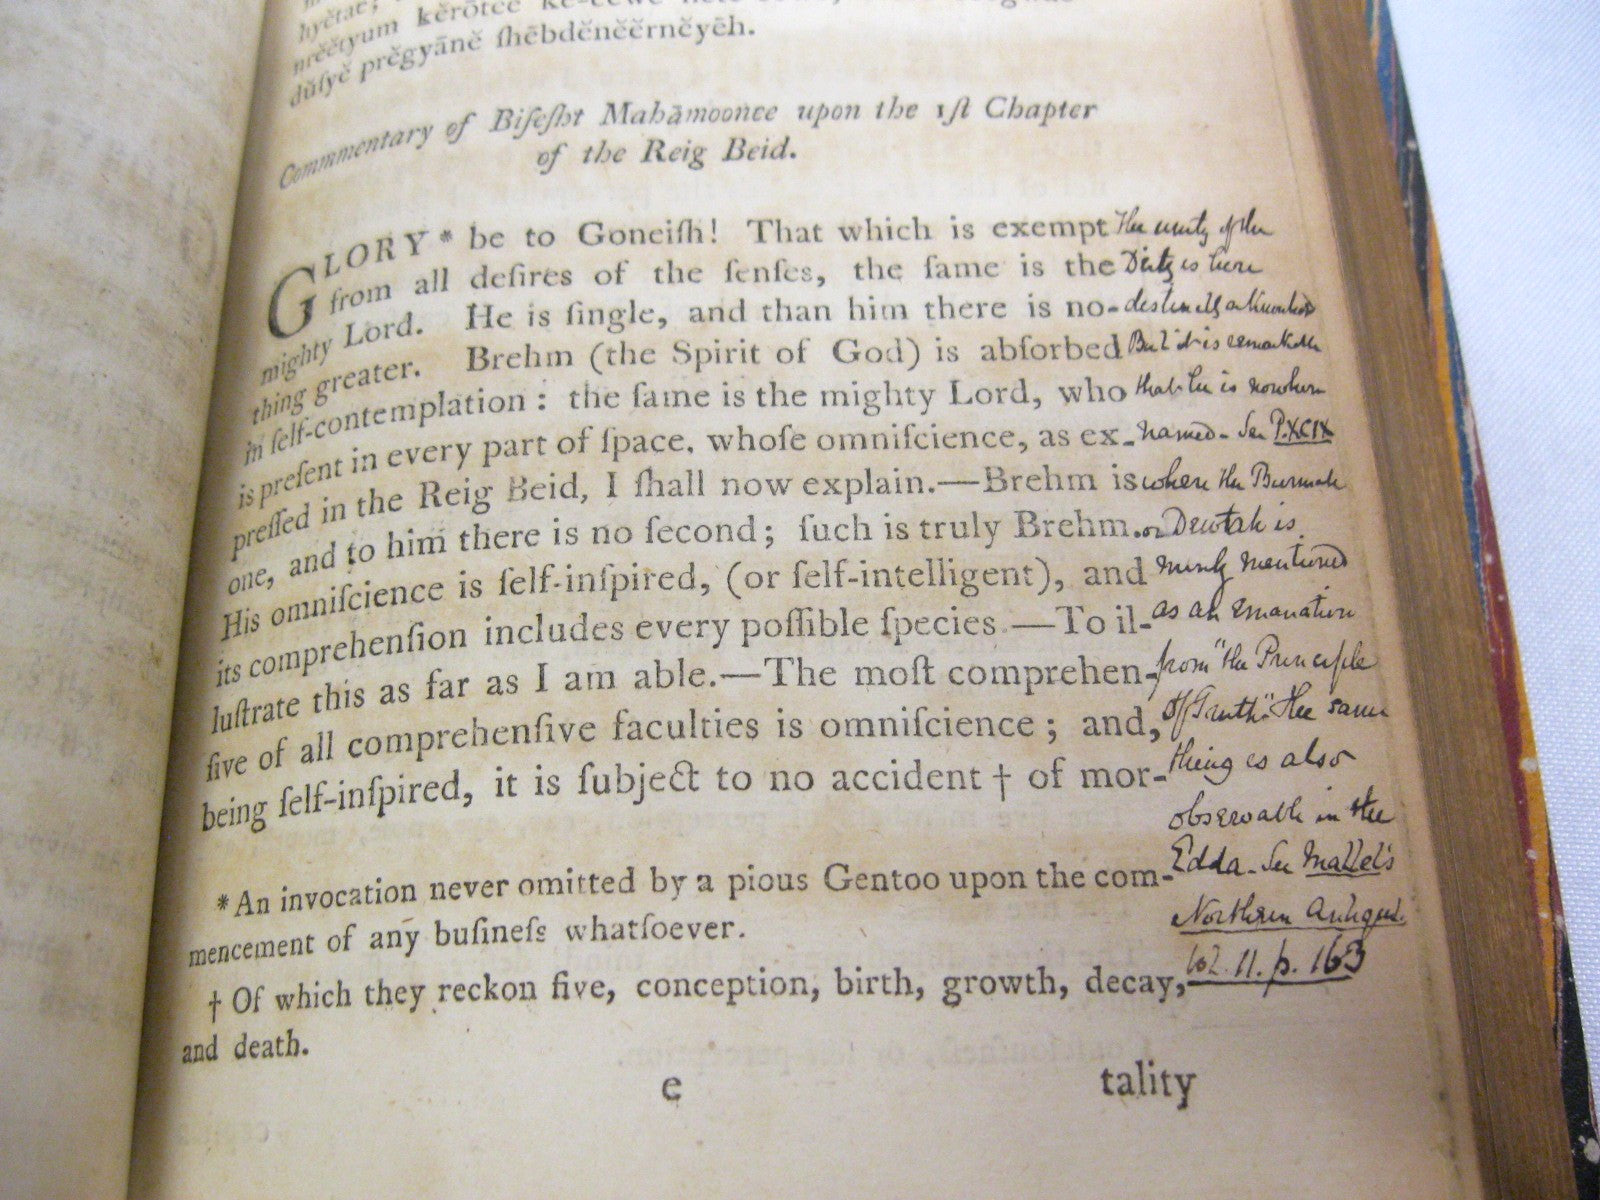 hyĕtae;
nrĕĕtyum kĕrōtĕĕ
dŭſyĕ prĕgyānĕ ſhēbdĕnĕĕrnĕyēh.
Commentary of Biſeſht Mahāmoonee upon the 1ſt Chapter
of the Reig Beid.
GLORY * be to Goneiſh! That which is exempt
from all deſires of the ſenſes, the ſame is the
mighty Lord. He is ſingle, and than him there is no-
thing greater. Brehm (the Spirit of God) is abſorbed
in ſelf-contemplation: the ſame is the mighty Lord, who
is preſent in every part of ſpace, whoſe omniſcience, as ex-
preſſed in the Reig Beid, I ſhall now explain.—Brehm is
one, and to him there is no ſecond; ſuch is truly Brehm.
His omniſcience is ſelf-inſpired, (or ſelf-intelligent), and
its comprehenſion includes every poſſible ſpecies.—To il-
luſtrate this as far as I am able.—The moſt comprehen-
ſive of all comprehenſive faculties is omniſcience; and,
being ſelf-inſpired, it is ſubject to no accident † of mor-
* An invocation never omitted by a pious Gentoo upon the com-
mencement of any buſineſs whatſoever.
† Of which they reckon five, conception, birth, growth, decay,
and death.
e tality
The unity of the
Deity is here
But it is remarkable
that he is nowhere
named - See P. XCIX
where the Burmah
or Dewtah is
merely mentioned
as an emanation
from "the Principle
of Truth". The same
thing is also
observable in the
Edda - See Mallet's
Northern Antiqut.
vol. 11. p. 163